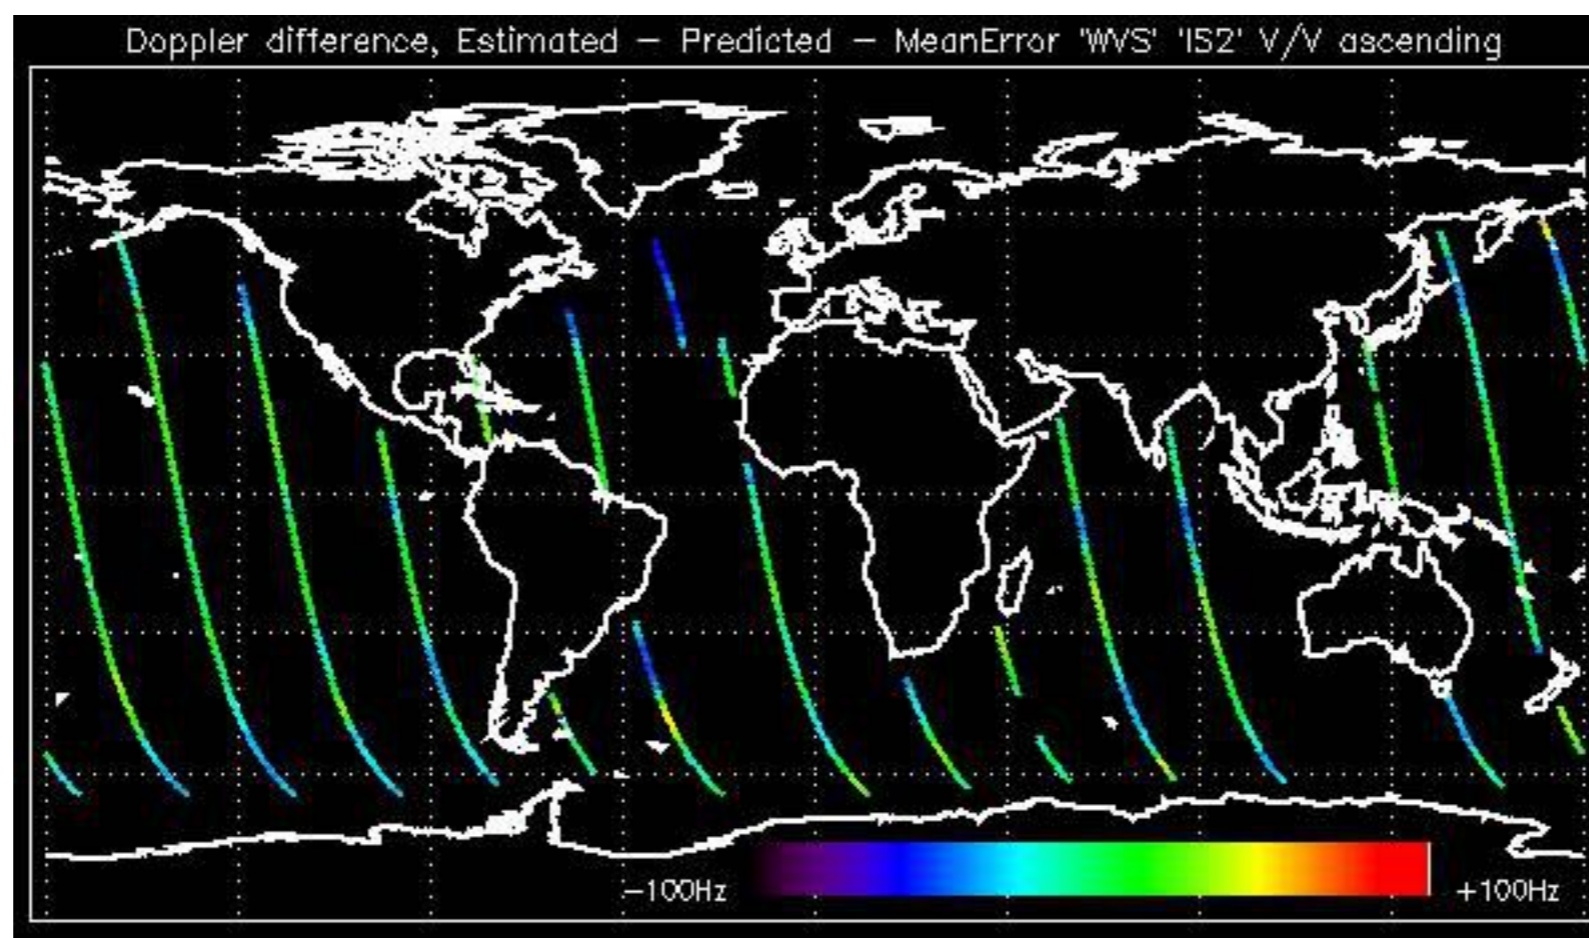 Doppler difference, Estimated – Predicted – MeanError 'WVS' 'IS2' V/V ascending
–100Hz +100Hz